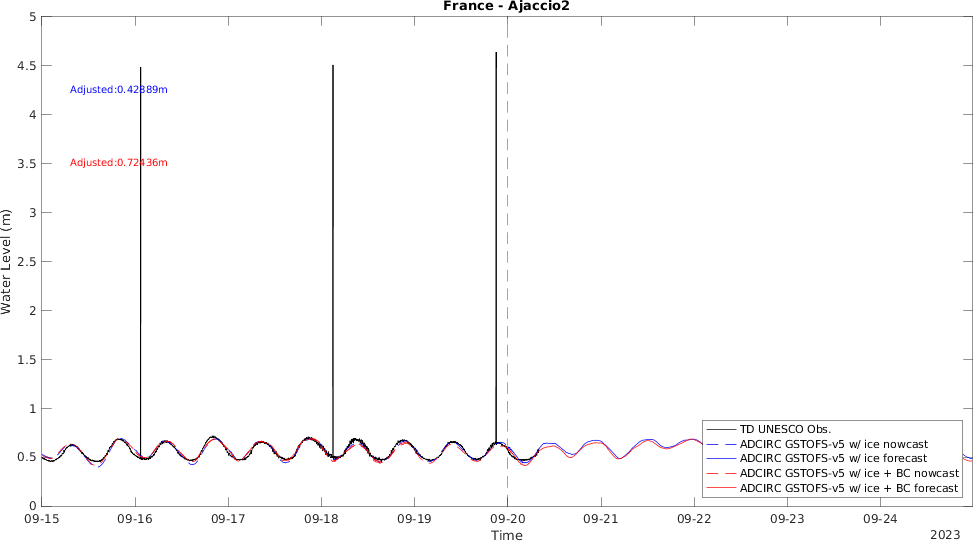 France - Ajaccio2
5
4.5
4
3.5
3
2.5
2
1.5
1
0.5
0
Water Level (m)
Adjusted:0.42389m
Adjusted:0.72436m
TD UNESCO Obs.
ADCIRC GSTOFS-v5 w/ ice nowcast
ADCIRC GSTOFS-v5 w/ ice forecast
ADCIRC GSTOFS-v5 w/ ice + BC nowcast
ADCIRC GSTOFS-v5 w/ ice + BC forecast
09-15 09-16 09-17 09-18 09-19 09-20 09-21 09-22 09-23 09-24
Time
2023